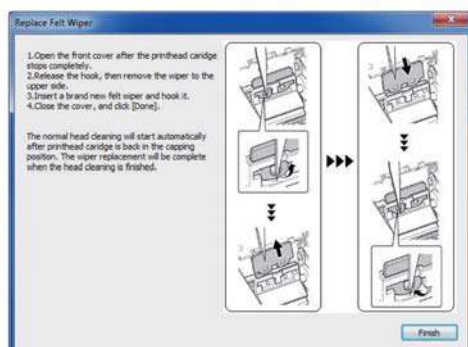 Replace Felt Wiper
1.Open the front cover after the printhead caridge
stops completely.
2.Release the hook, then remove the wiper to the
upper side.
3.Insert a brand new felt wiper and hook it.
4.Close the cover, and click [Done].
The normal head cleaning will start automatically
after printhead caridge is back in the capping
position. The wiper replacement will be complete
when the head cleaning is finished.
Finish